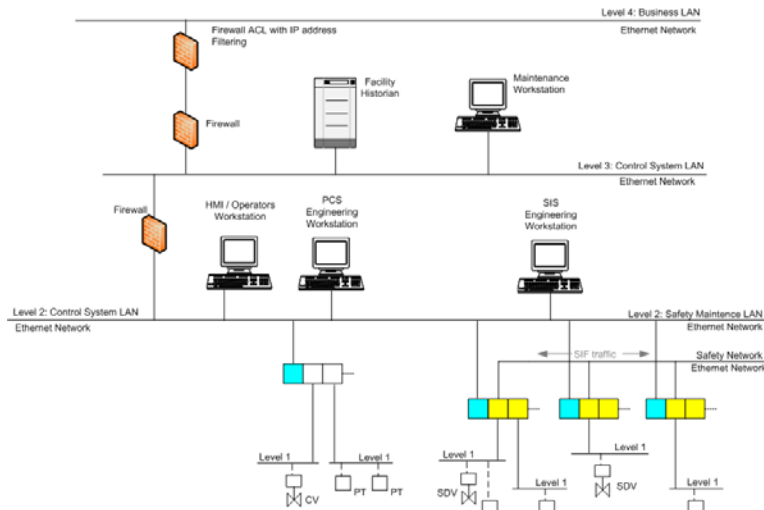 Level 4: Business LAN
Ethernet Network
Firewall ACL with IP address
Filtering
Facility
Historian
Maintenance
Workstation
Firewall
Level 3: Control System LAN
Ethernet Network
Firewall
HMI / Operators
Workstation
PCS
Engineering
Workstation
SIS
Engineering
Workstation
Level 2: Control System LAN
Ethernet Network
Level 2: Safety Maintence LAN
Ethernet Network
SIF traffic
Safety Network
Ethernet Network
Level 1
Level 1
Level 1
Level 1
Level 1
Level 1
CV
PT
PT
SDV
SDV